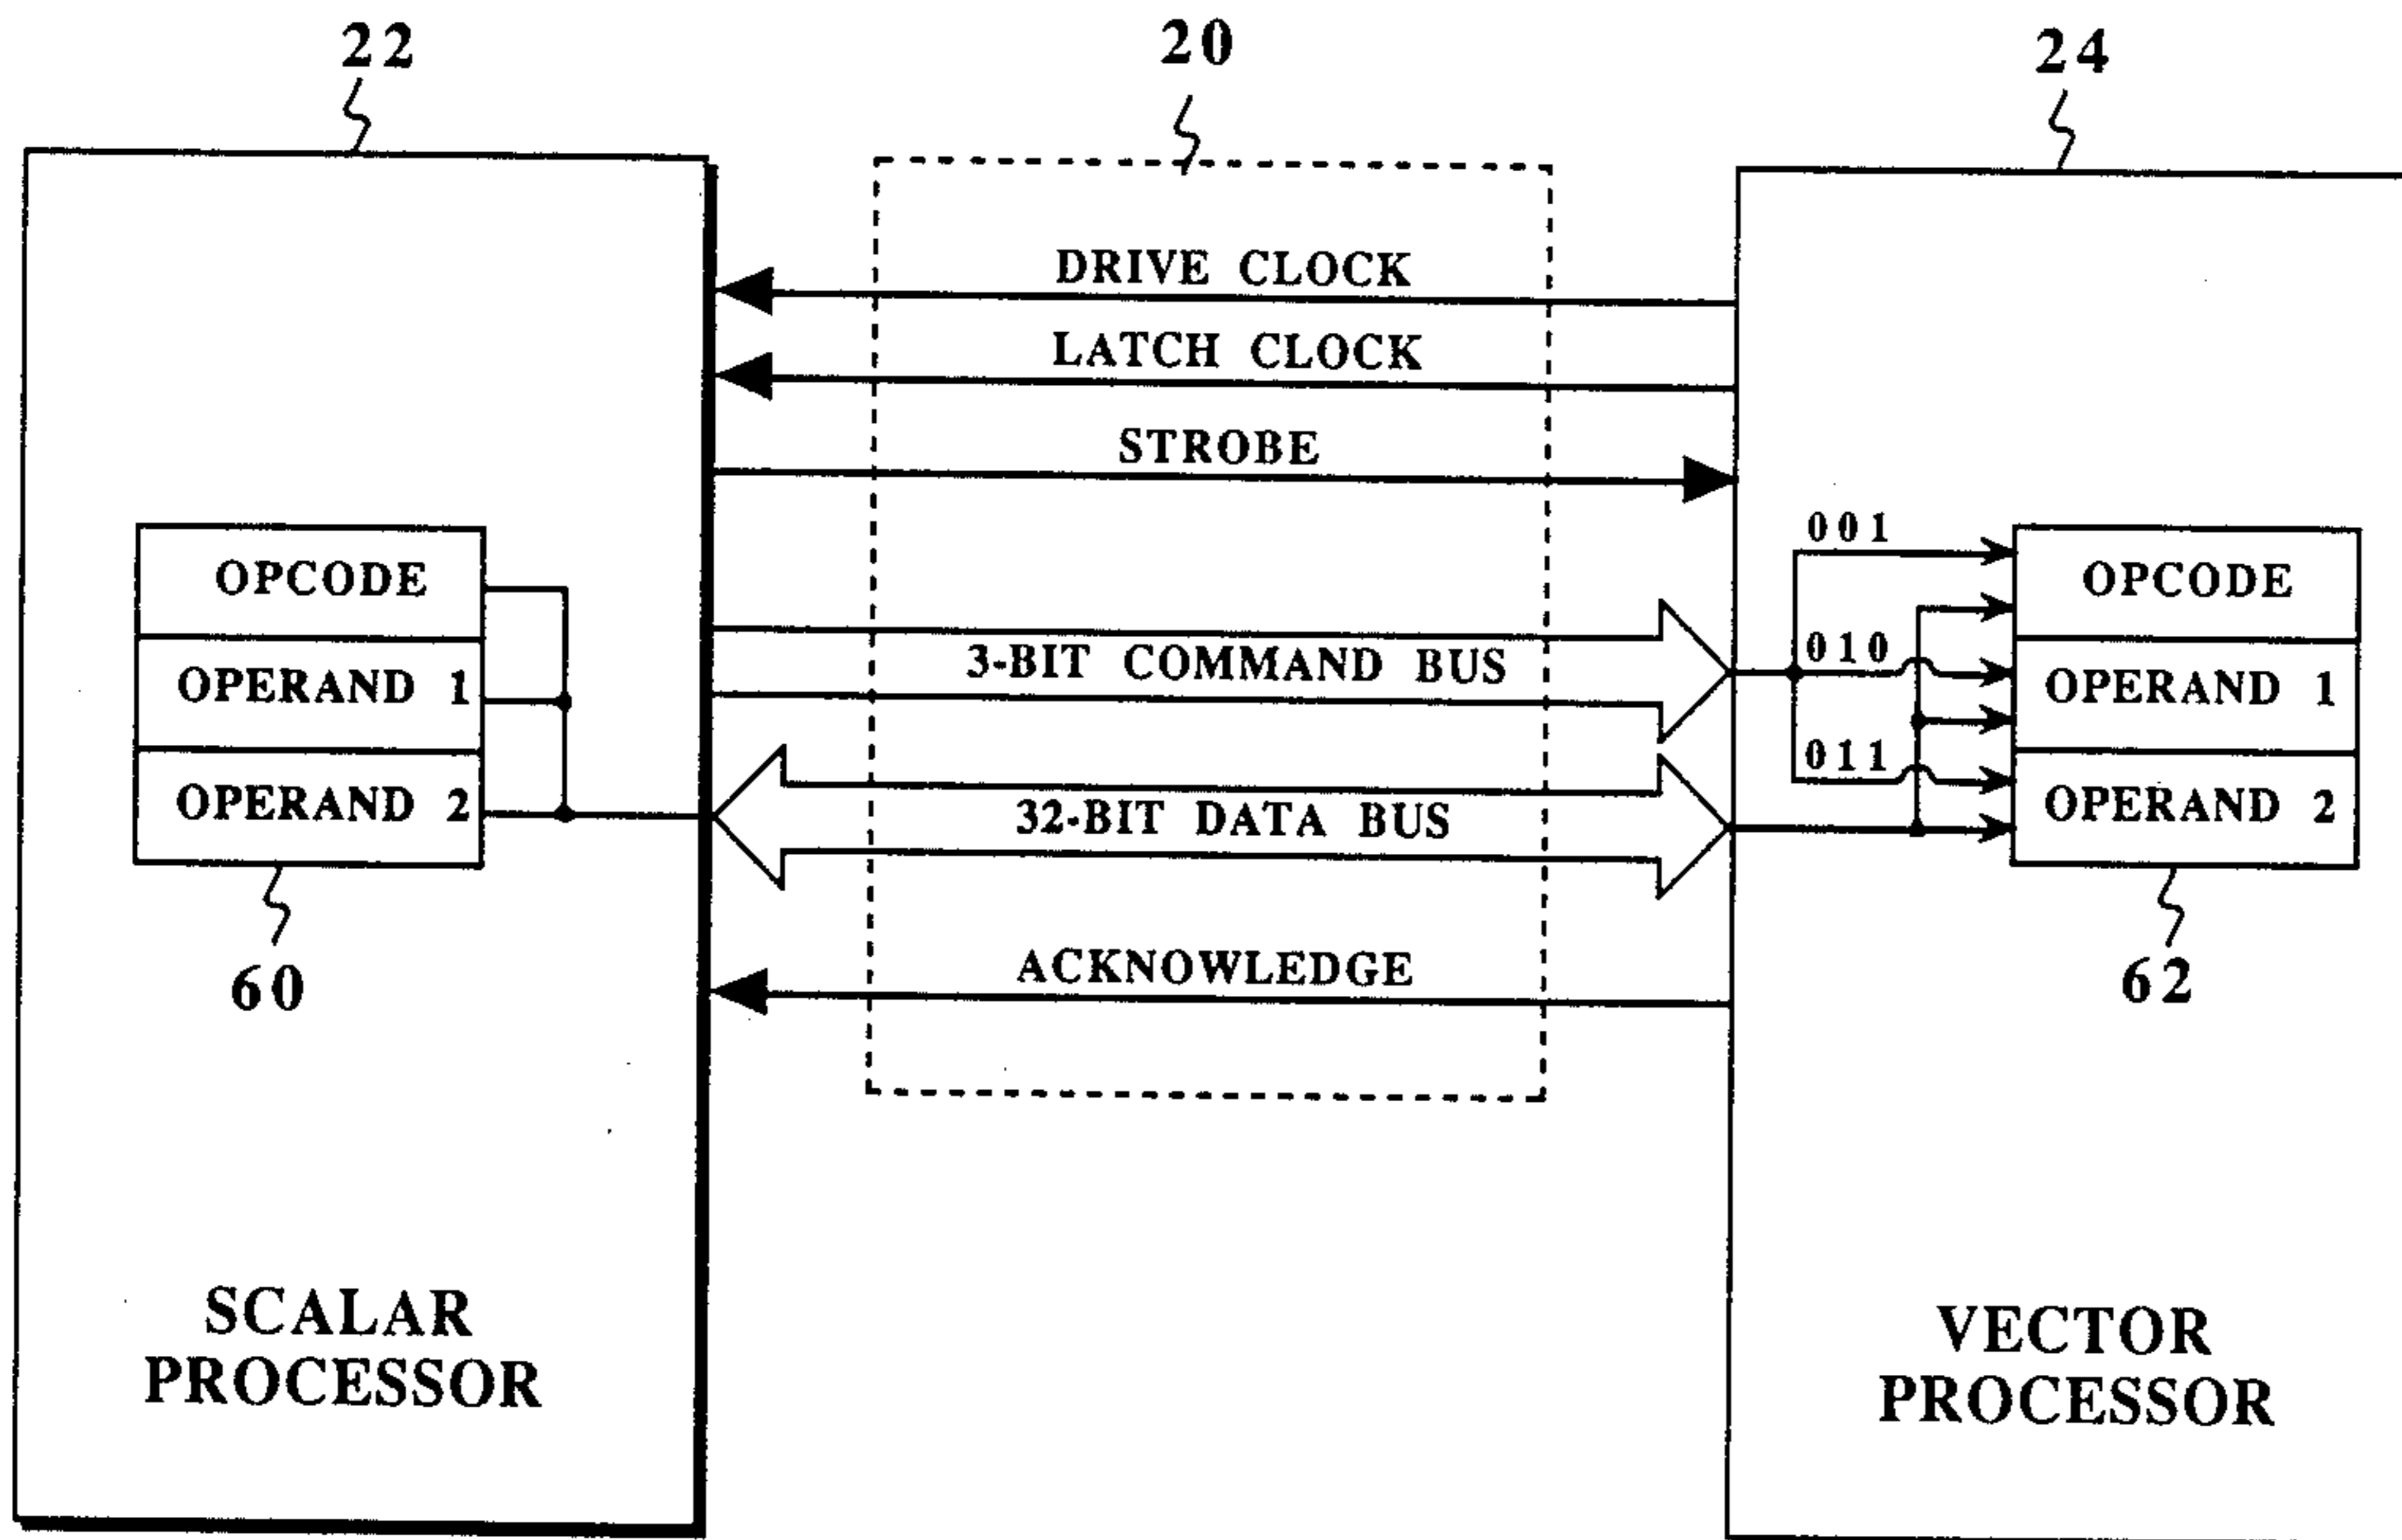 22
20
24
DRIVE CLOCK
LATCH CLOCK
STROBE
OPCODE
OPERAND 1
OPERAND 2
60
3-BIT COMMAND BUS
32-BIT DATA BUS
ACKNOWLEDGE
001
010
011
OPCODE
OPERAND 1
OPERAND 2
62
SCALAR
PROCESSOR
VECTOR
PROCESSOR